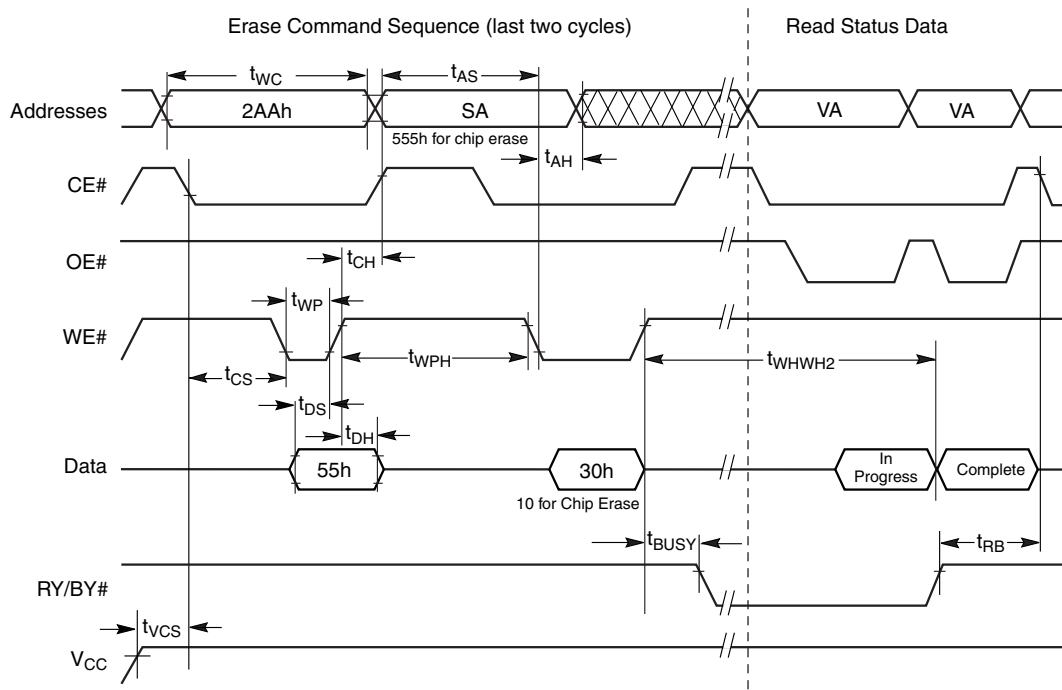 Erase Command Sequence (last two cycles)
Read Status Data
tWC
tAS
Addresses
2AAh
SA
VA
VA
555h for chip erase
tAH
CE#
OE#
tCH
tWP
WE#
tWPH
tWHWH2
tCS
tDS
tDH
Data
55h
30h
In
Progress
Complete
10 for Chip Erase
tBUSY
tRB
RY/BY#
tVCS
VCC